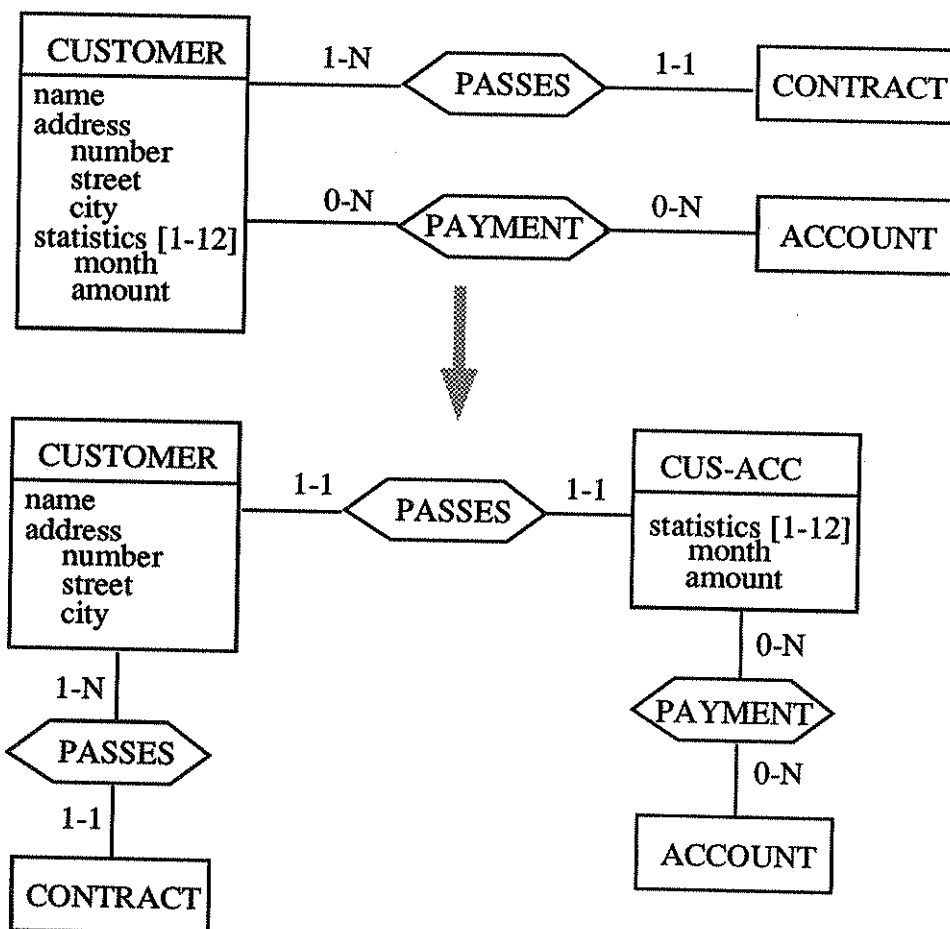 CUSTOMER
1-N
PASSES
1-1
CONTRACT
name
address
number
street
city
statistics [1-12]
month
amount
0-N
PAYMENT
0-N
ACCOUNT
CUSTOMER
1-1
PASSES
1-1
CUS-ACC
name
address
number
street
city
statistics [1-12]
month
amount
1-N
PASSES
1-1
CONTRACT
0-N
PAYMENT
0-N
ACCOUNT